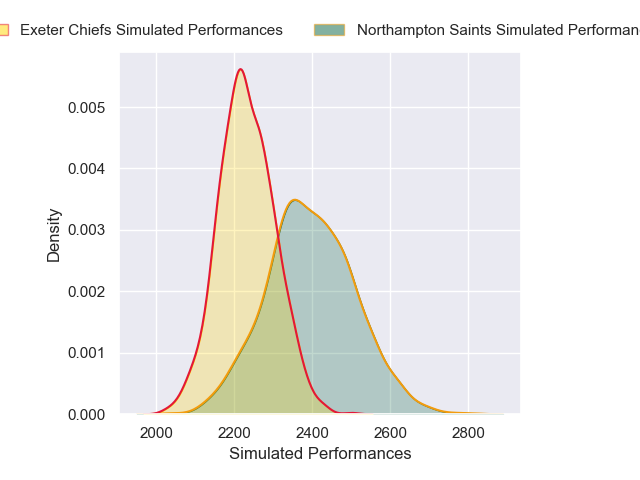 Exeter Chiefs Simulated Performances Northampton Saints Simulated
0.005
0.004
0.003
0.002
0.001
0.000
Density
2000 2200 2400 2600 2800
Simulated Performances